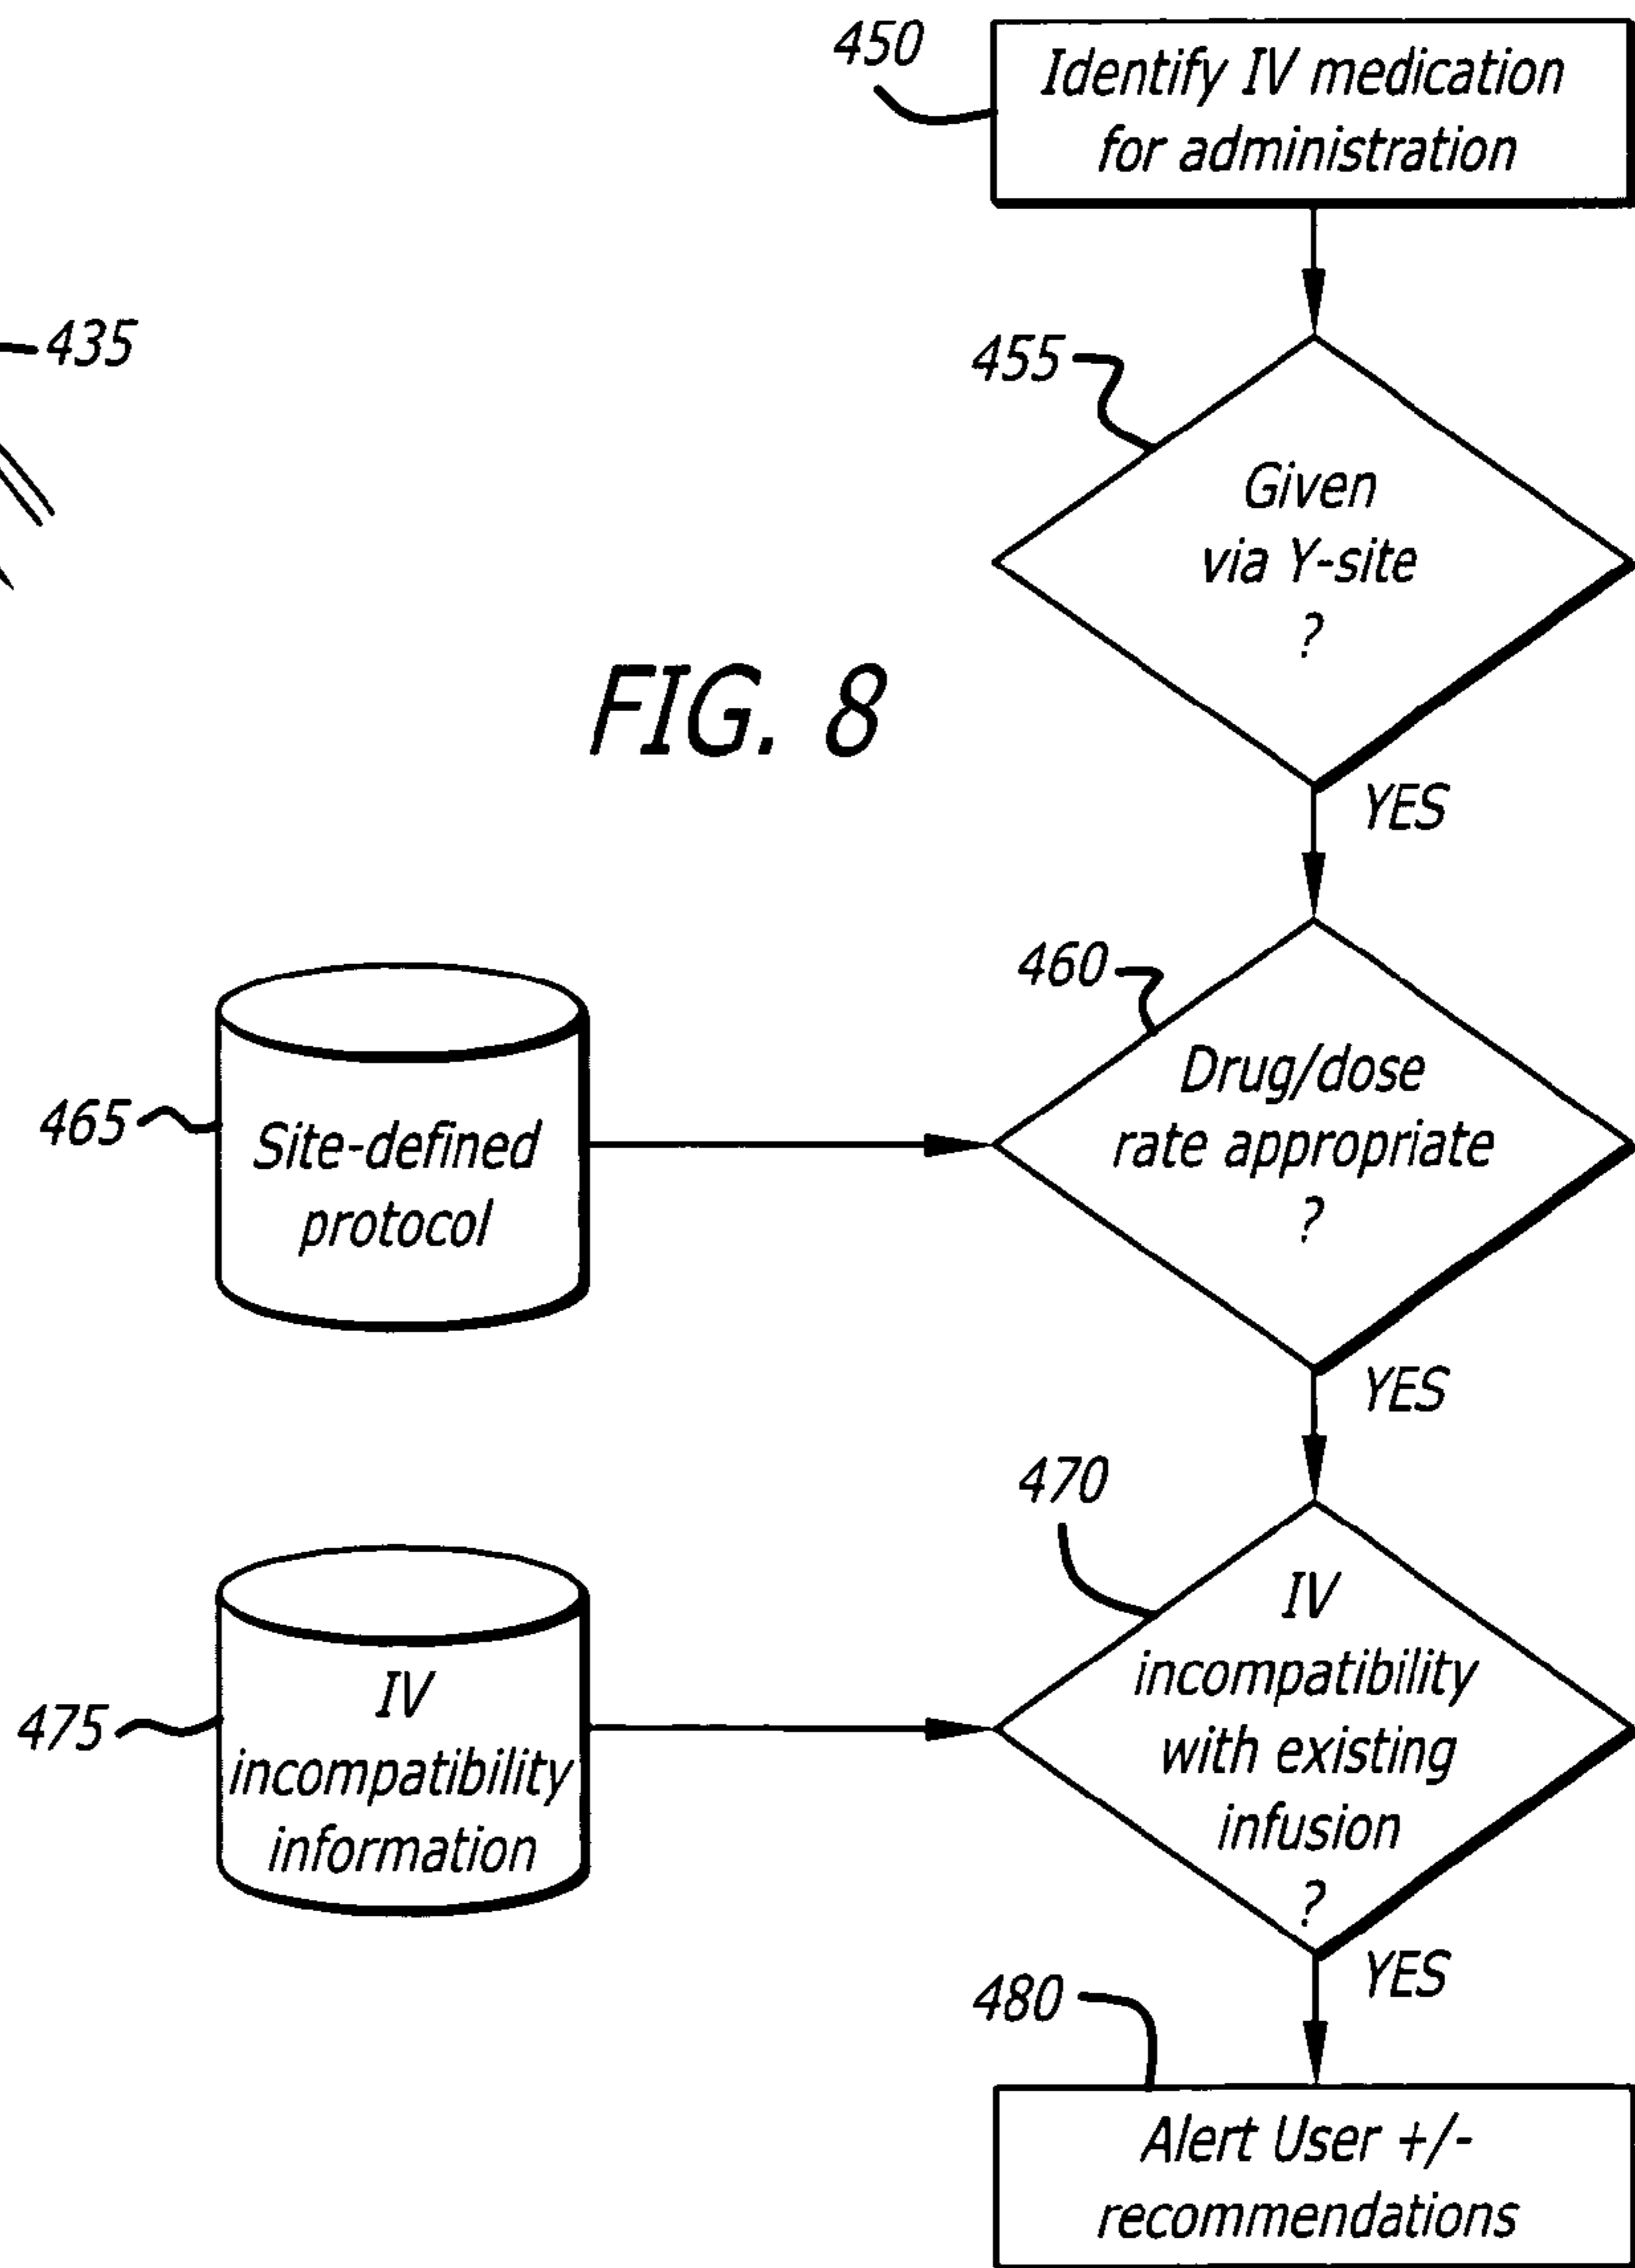 450
Identify IV medication
for administration
435
455
Given
via Y-site
?
FIG. 8
YES
460
Drug/dose
rate appropriate
?
465
Site-defined
protocol
YES
470
IV
incompatibility
with existing
infusion
?
475
IV
incompatibility
information
YES
480
Alert User +/-
recommendations